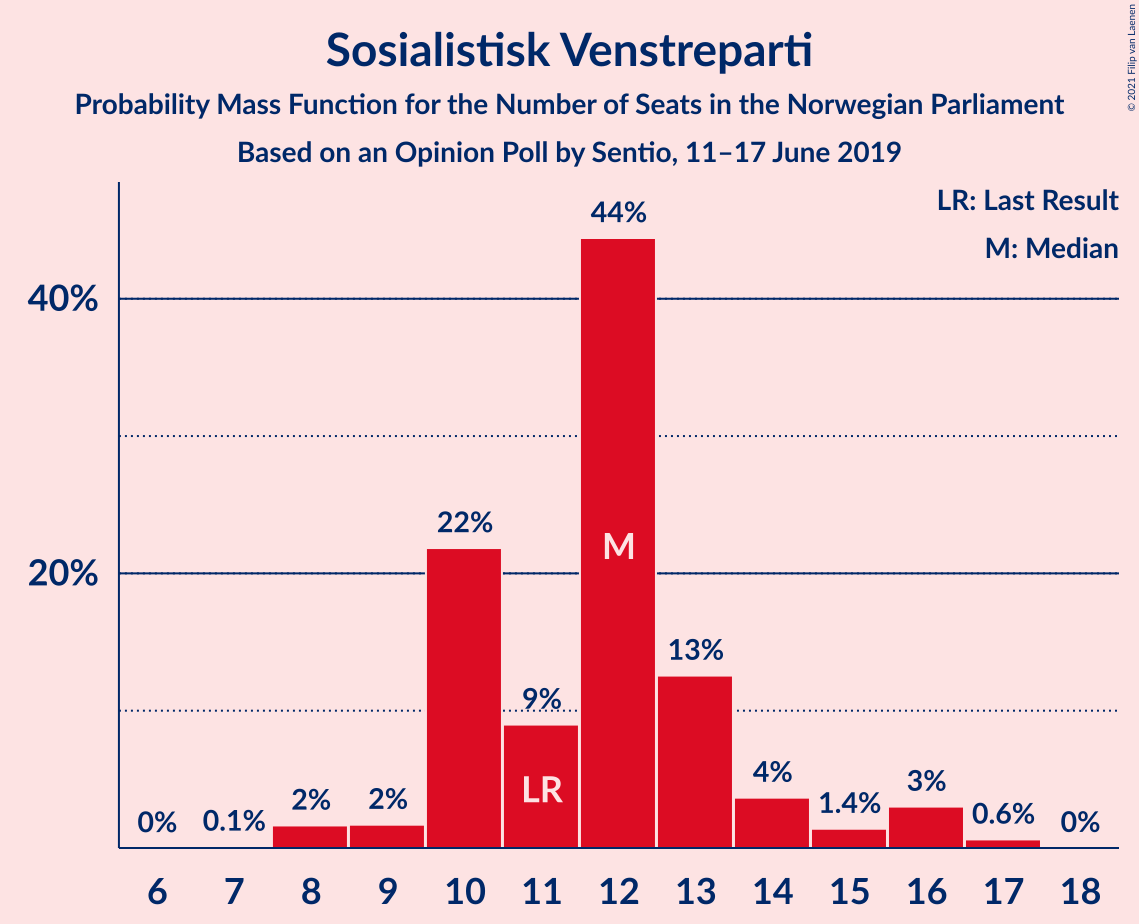 Sosialistisk Venstreparti
Probability Mass Function for the Number of Seats in the Norwegian Parliament
Based on an Opinion Poll by Sentio, 11–17 June 2019
© 2021 Filip van Laenen
LR: Last Result
M: Median
40%
20%
0%
0.1%
2%
2%
22%
9%
44%
13%
4%
1.4%
3%
0.6%
0%
LR
M
6 7 8 9 10 11 12 13 14 15 16 17 18